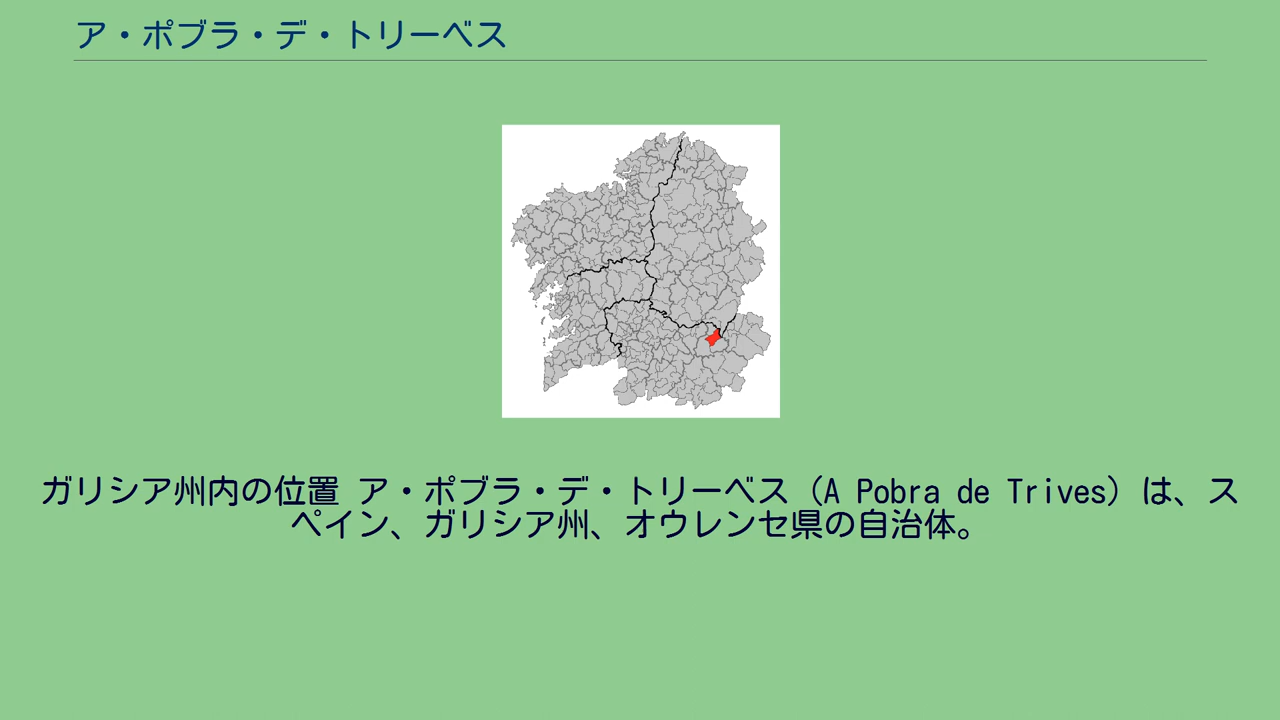 ア・ポブラ・デ・トリーベス
ガリシア州内の位置 ア・ポブラ・デ・トリーベス (A Pobra de Trives) は、ス
ペイン、ガリシア州、オウレンセ県の自治体。